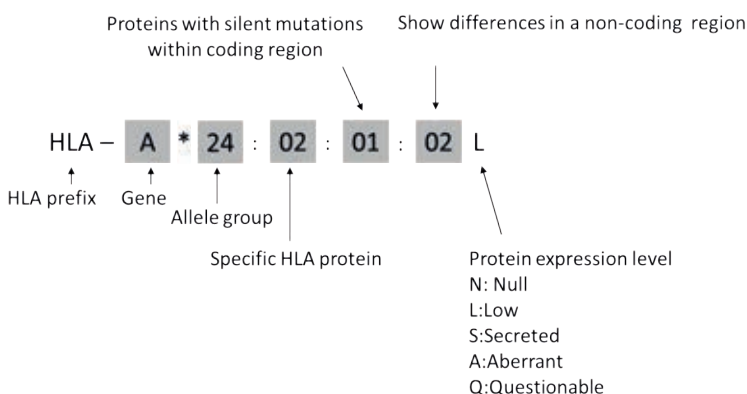 Proteins with silent mutations
within coding region
Show differences in a non-coding region
HLA – A * 24 : 02 : 01 : 02 L
HLA prefix
Gene
Allele group
Specific HLA protein
Protein expression level
N: Null
L:Low
S:Secreted
A:Aberrant
Q:Questionable